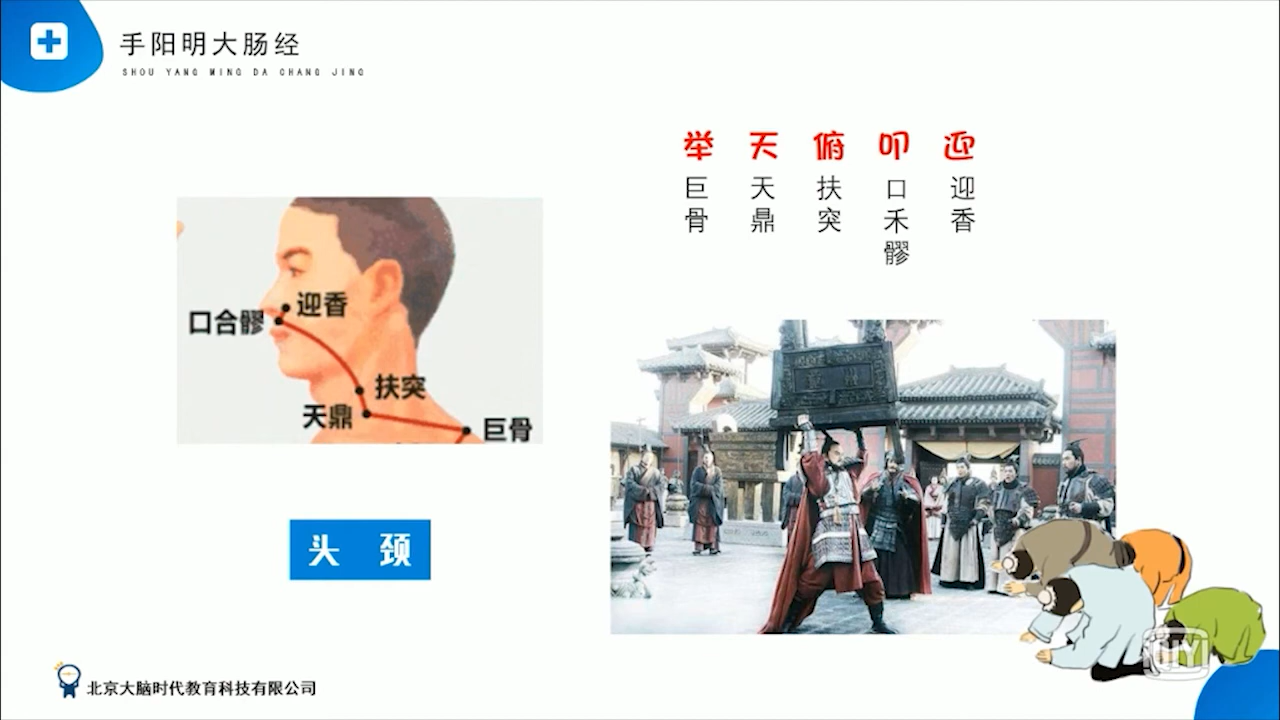 手阳明大肠经
SHOU YANG MING DA CHANG JING
举 天 俯 叩 迎
巨骨 天鼎 扶突 口禾髎 迎香
迎香
口合髎
扶突
天鼎
巨骨
头 颈
北京大脑时代教育科技有限公司
QIYI